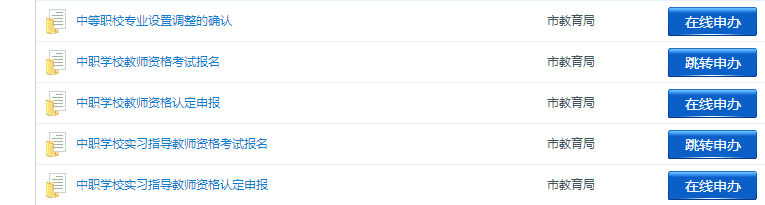 中等职校专业设置调整的确认 市教育局 在线申办
中职学校教师资格考试报名 市教育局 跳转申办
中职学校教师资格认定申报 市教育局 在线申办
中职学校实习指导教师资格考试报名 市教育局 跳转申办
中职学校实习指导教师资格认定申报 市教育局 在线申办